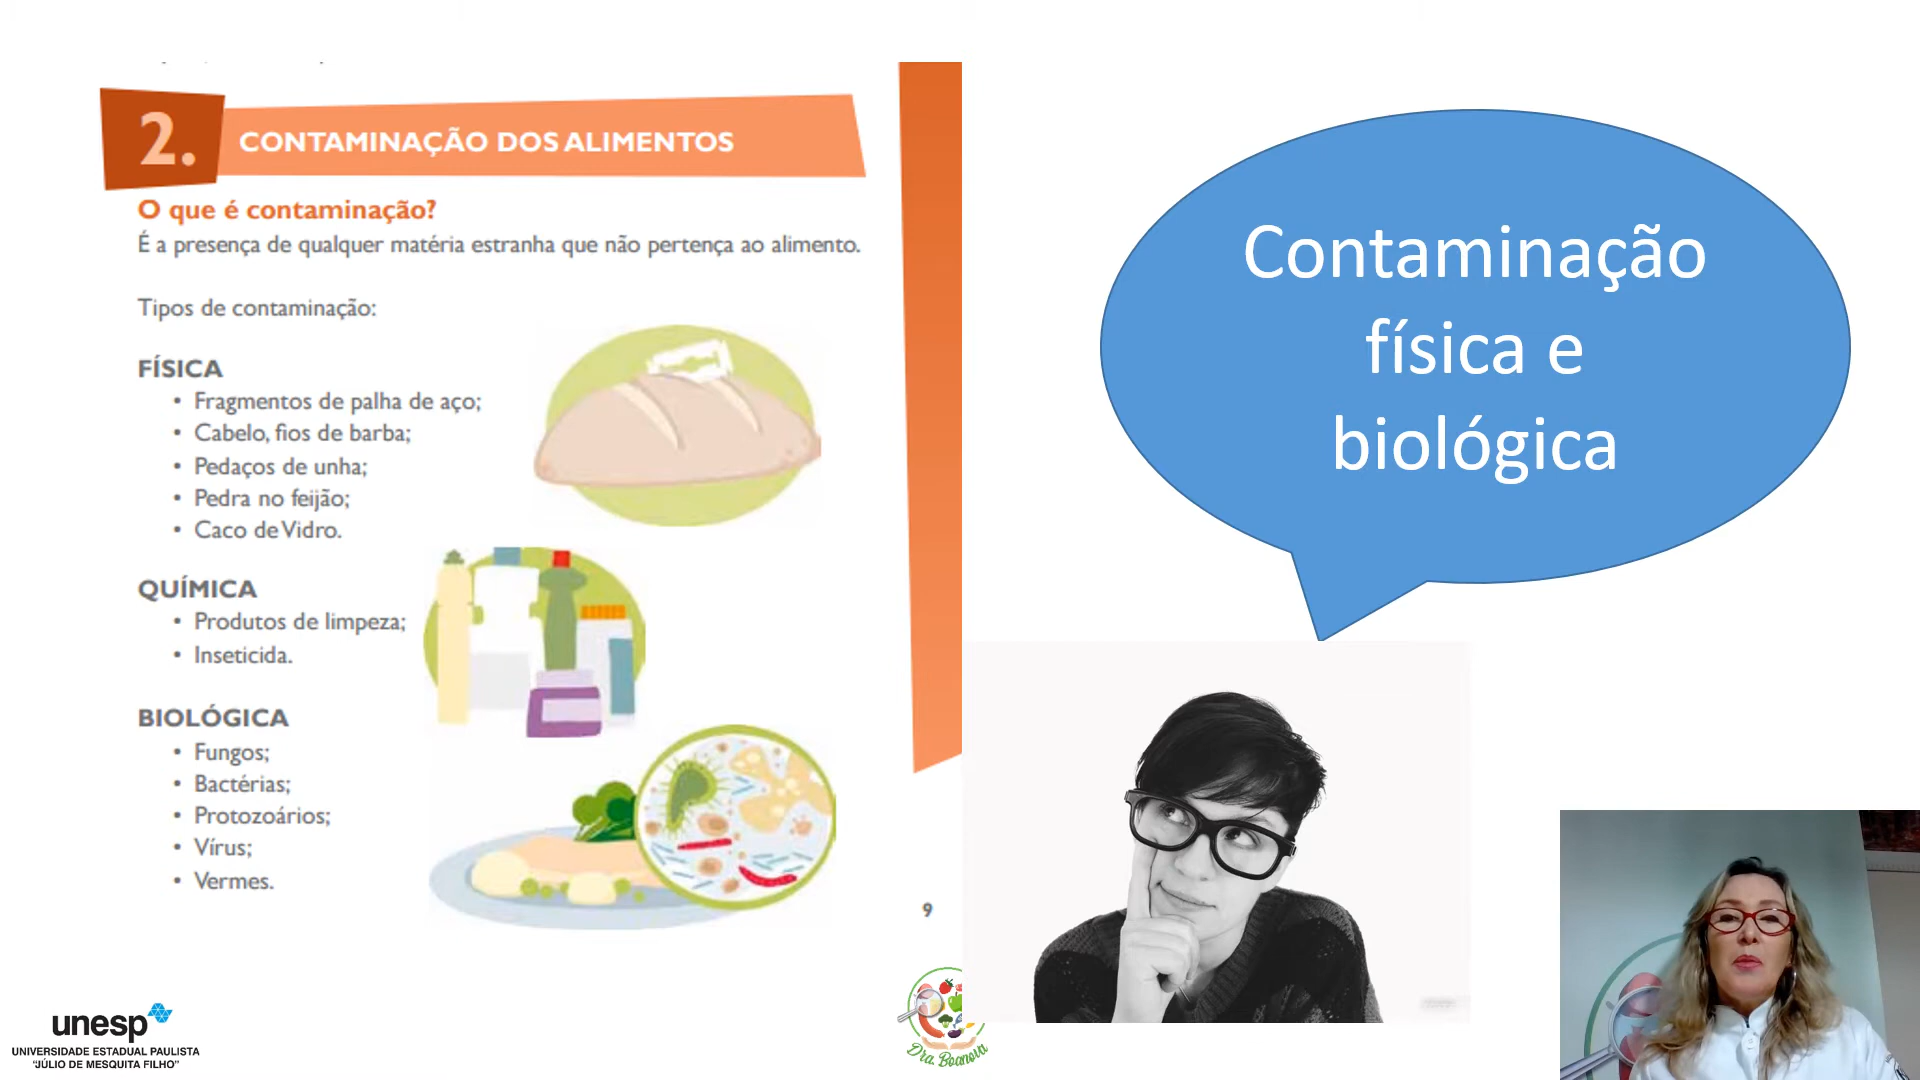 2.
CONTAMINAÇÃO DOS ALIMENTOS
O que é contaminação?
É a presença de qualquer matéria estranha que não pertença ao alimento.
Tipos de contaminação:
FÍSICA
• Fragmentos de palha de aço;
• Cabelo, fios de barba;
• Pedaços de unha;
• Pedra no feijão;
• Caco de Vidro.
QUÍMICA
• Produtos de limpeza;
• Inseticida.
BIOLÓGICA
• Fungos;
• Bactérias;
• Protozoários;
• Vírus;
• Vermes.
9
Contaminação
física e
biológica
unesp
UNIVERSIDADE ESTADUAL PAULISTA
"JÚLIO DE MESQUITA FILHO"
Dra. Boanova